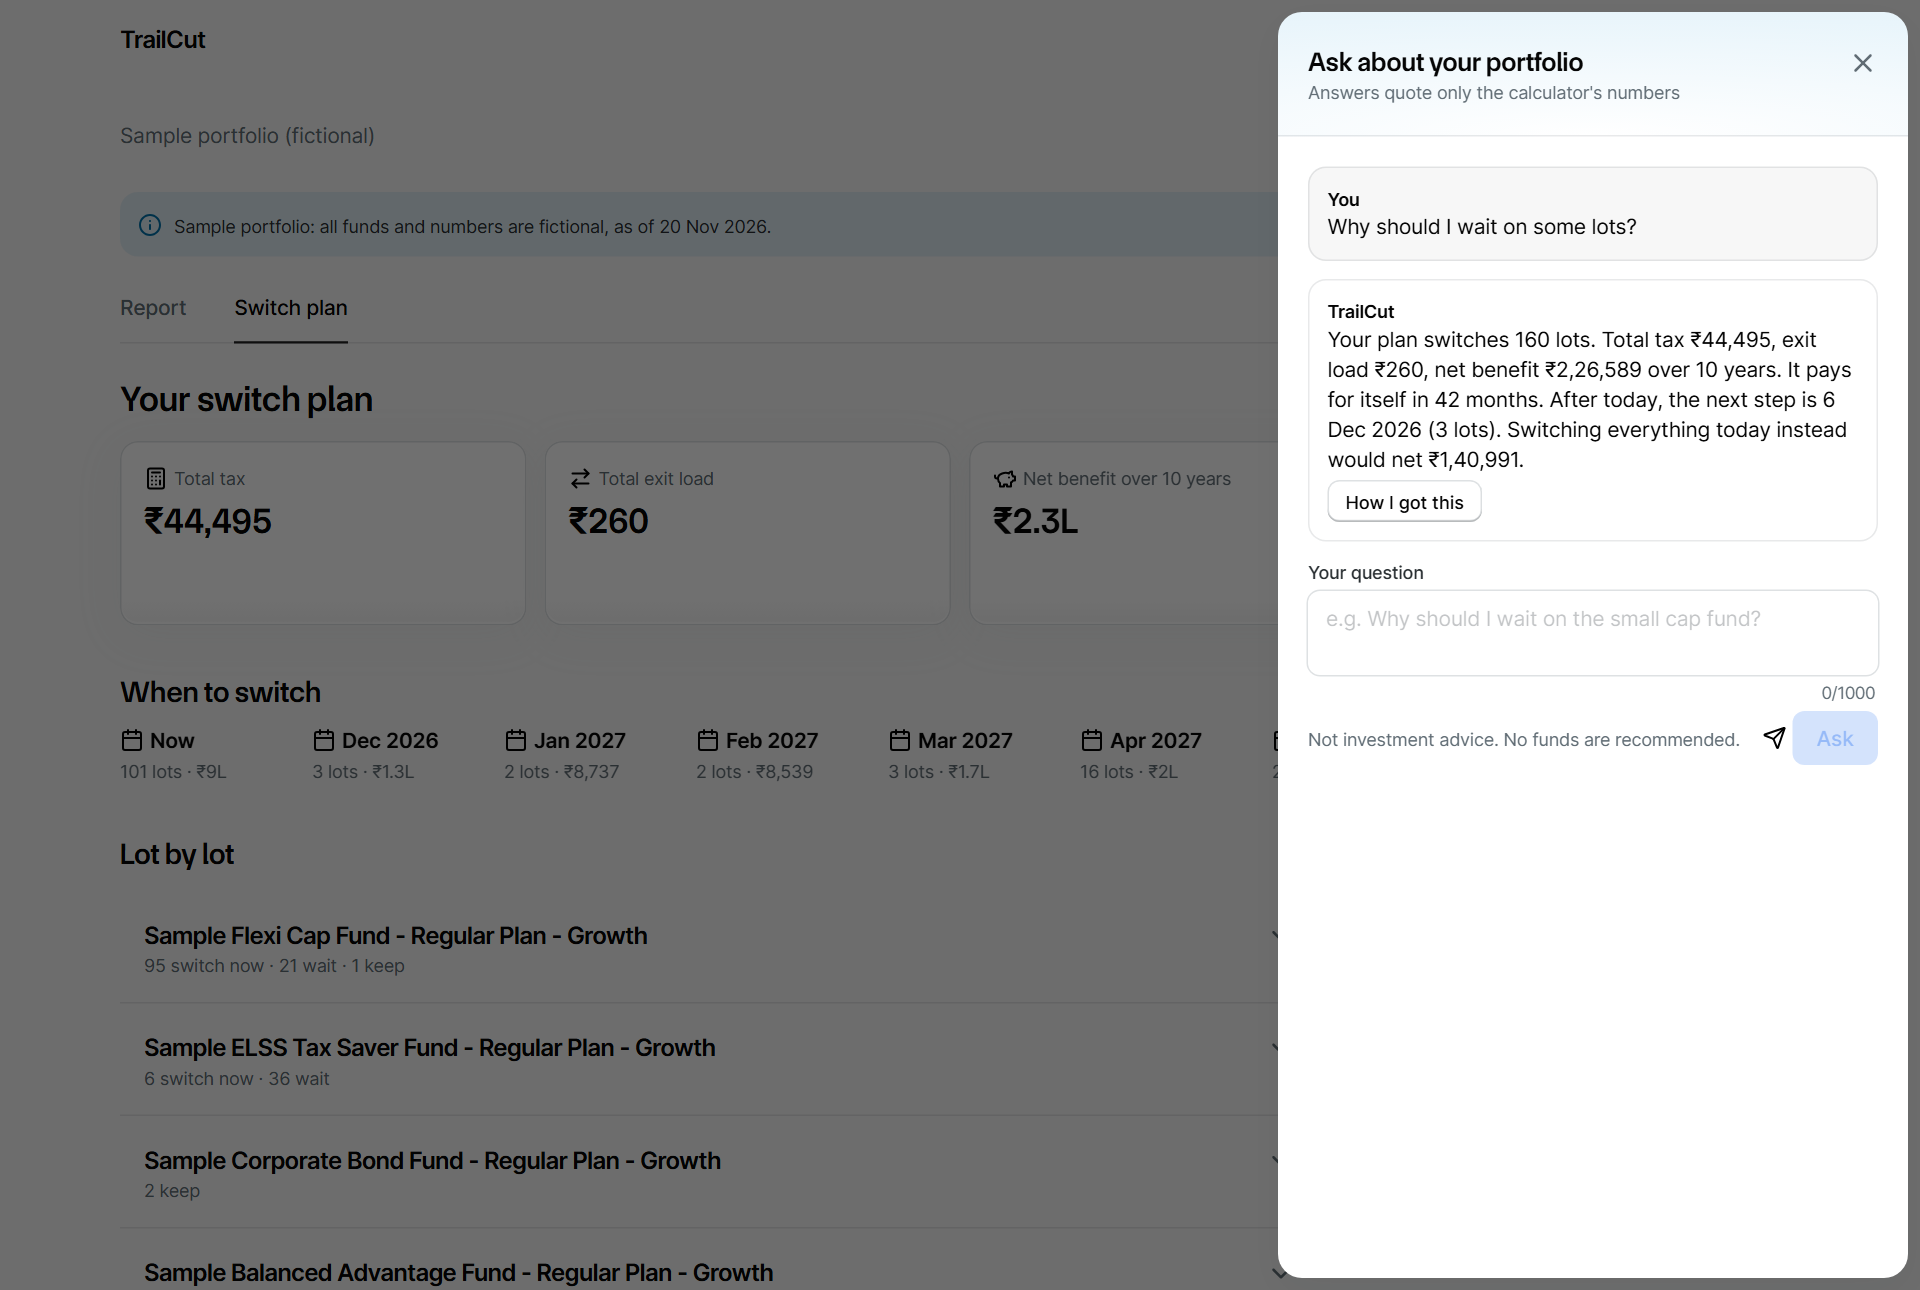 TrailCut
Sample portfolio (fictional)
Sample portfolio: all funds and numbers are fictional, as of 20 Nov 2026.
Report
Switch plan
Your switch plan
Total tax
₹44,495
Total exit load
₹260
Net benefit over 10 years
₹2.3L
When to switch
Now
101 lots · ₹9L
Dec 2026
3 lots · ₹1.3L
Jan 2027
2 lots · ₹8,737
Feb 2027
2 lots · ₹8,539
Mar 2027
3 lots · ₹1.7L
Apr 2027
16 lots · ₹2L
Lot by lot
Sample Flexi Cap Fund - Regular Plan - Growth
95 switch now · 21 wait · 1 keep
Sample ELSS Tax Saver Fund - Regular Plan - Growth
6 switch now · 36 wait
Sample Corporate Bond Fund - Regular Plan - Growth
2 keep
Sample Balanced Advantage Fund - Regular Plan - Growth
Ask about your portfolio
Answers quote only the calculator's numbers
You
Why should I wait on some lots?
TrailCut
Your plan switches 160 lots. Total tax ₹44,495, exit
load ₹260, net benefit ₹2,26,589 over 10 years. It pays
for itself in 42 months. After today, the next step is 6
Dec 2026 (3 lots). Switching everything today instead
would net ₹1,40,991.
How I got this
Your question
e.g. Why should I wait on the small cap fund?
0/1000
Not investment advice. No funds are recommended.
Ask